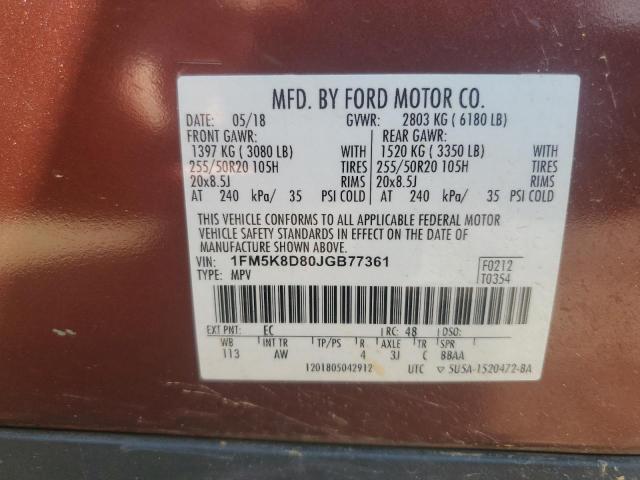 MFD. BY FORD MOTOR CO.
DATE: 05/18 GVWR: 2803 KG ( 6180 LB)
FRONT GAWR: REAR GAWR:
1397 KG ( 3080 LB) WITH 1520 KG ( 3350 LB) WITH
255/50R20 105H TIRES 255/50R20 105H TIRES
20x8.5J RIMS 20x8.5J RIMS
AT 240 kPa/ 35 PSI COLD AT 240 kPa/ 35 PSI COLD
THIS VEHICLE CONFORMS TO ALL APPLICABLE FEDERAL MOTOR
VEHICLE SAFETY STANDARDS IN EFFECT ON THE DATE OF
MANUFACTURE SHOWN ABOVE.
VIN: 1FM5K8D80JGB77361 F0212
TYPE: MPV T0354
EXT PNT: EC RC: 48 DSO:
WB INT TR TP/PS R AXLE TR SPR
113 AW 4 3J C BBAA
1201805042912 UTC ▽ 5USA-1520472-BA